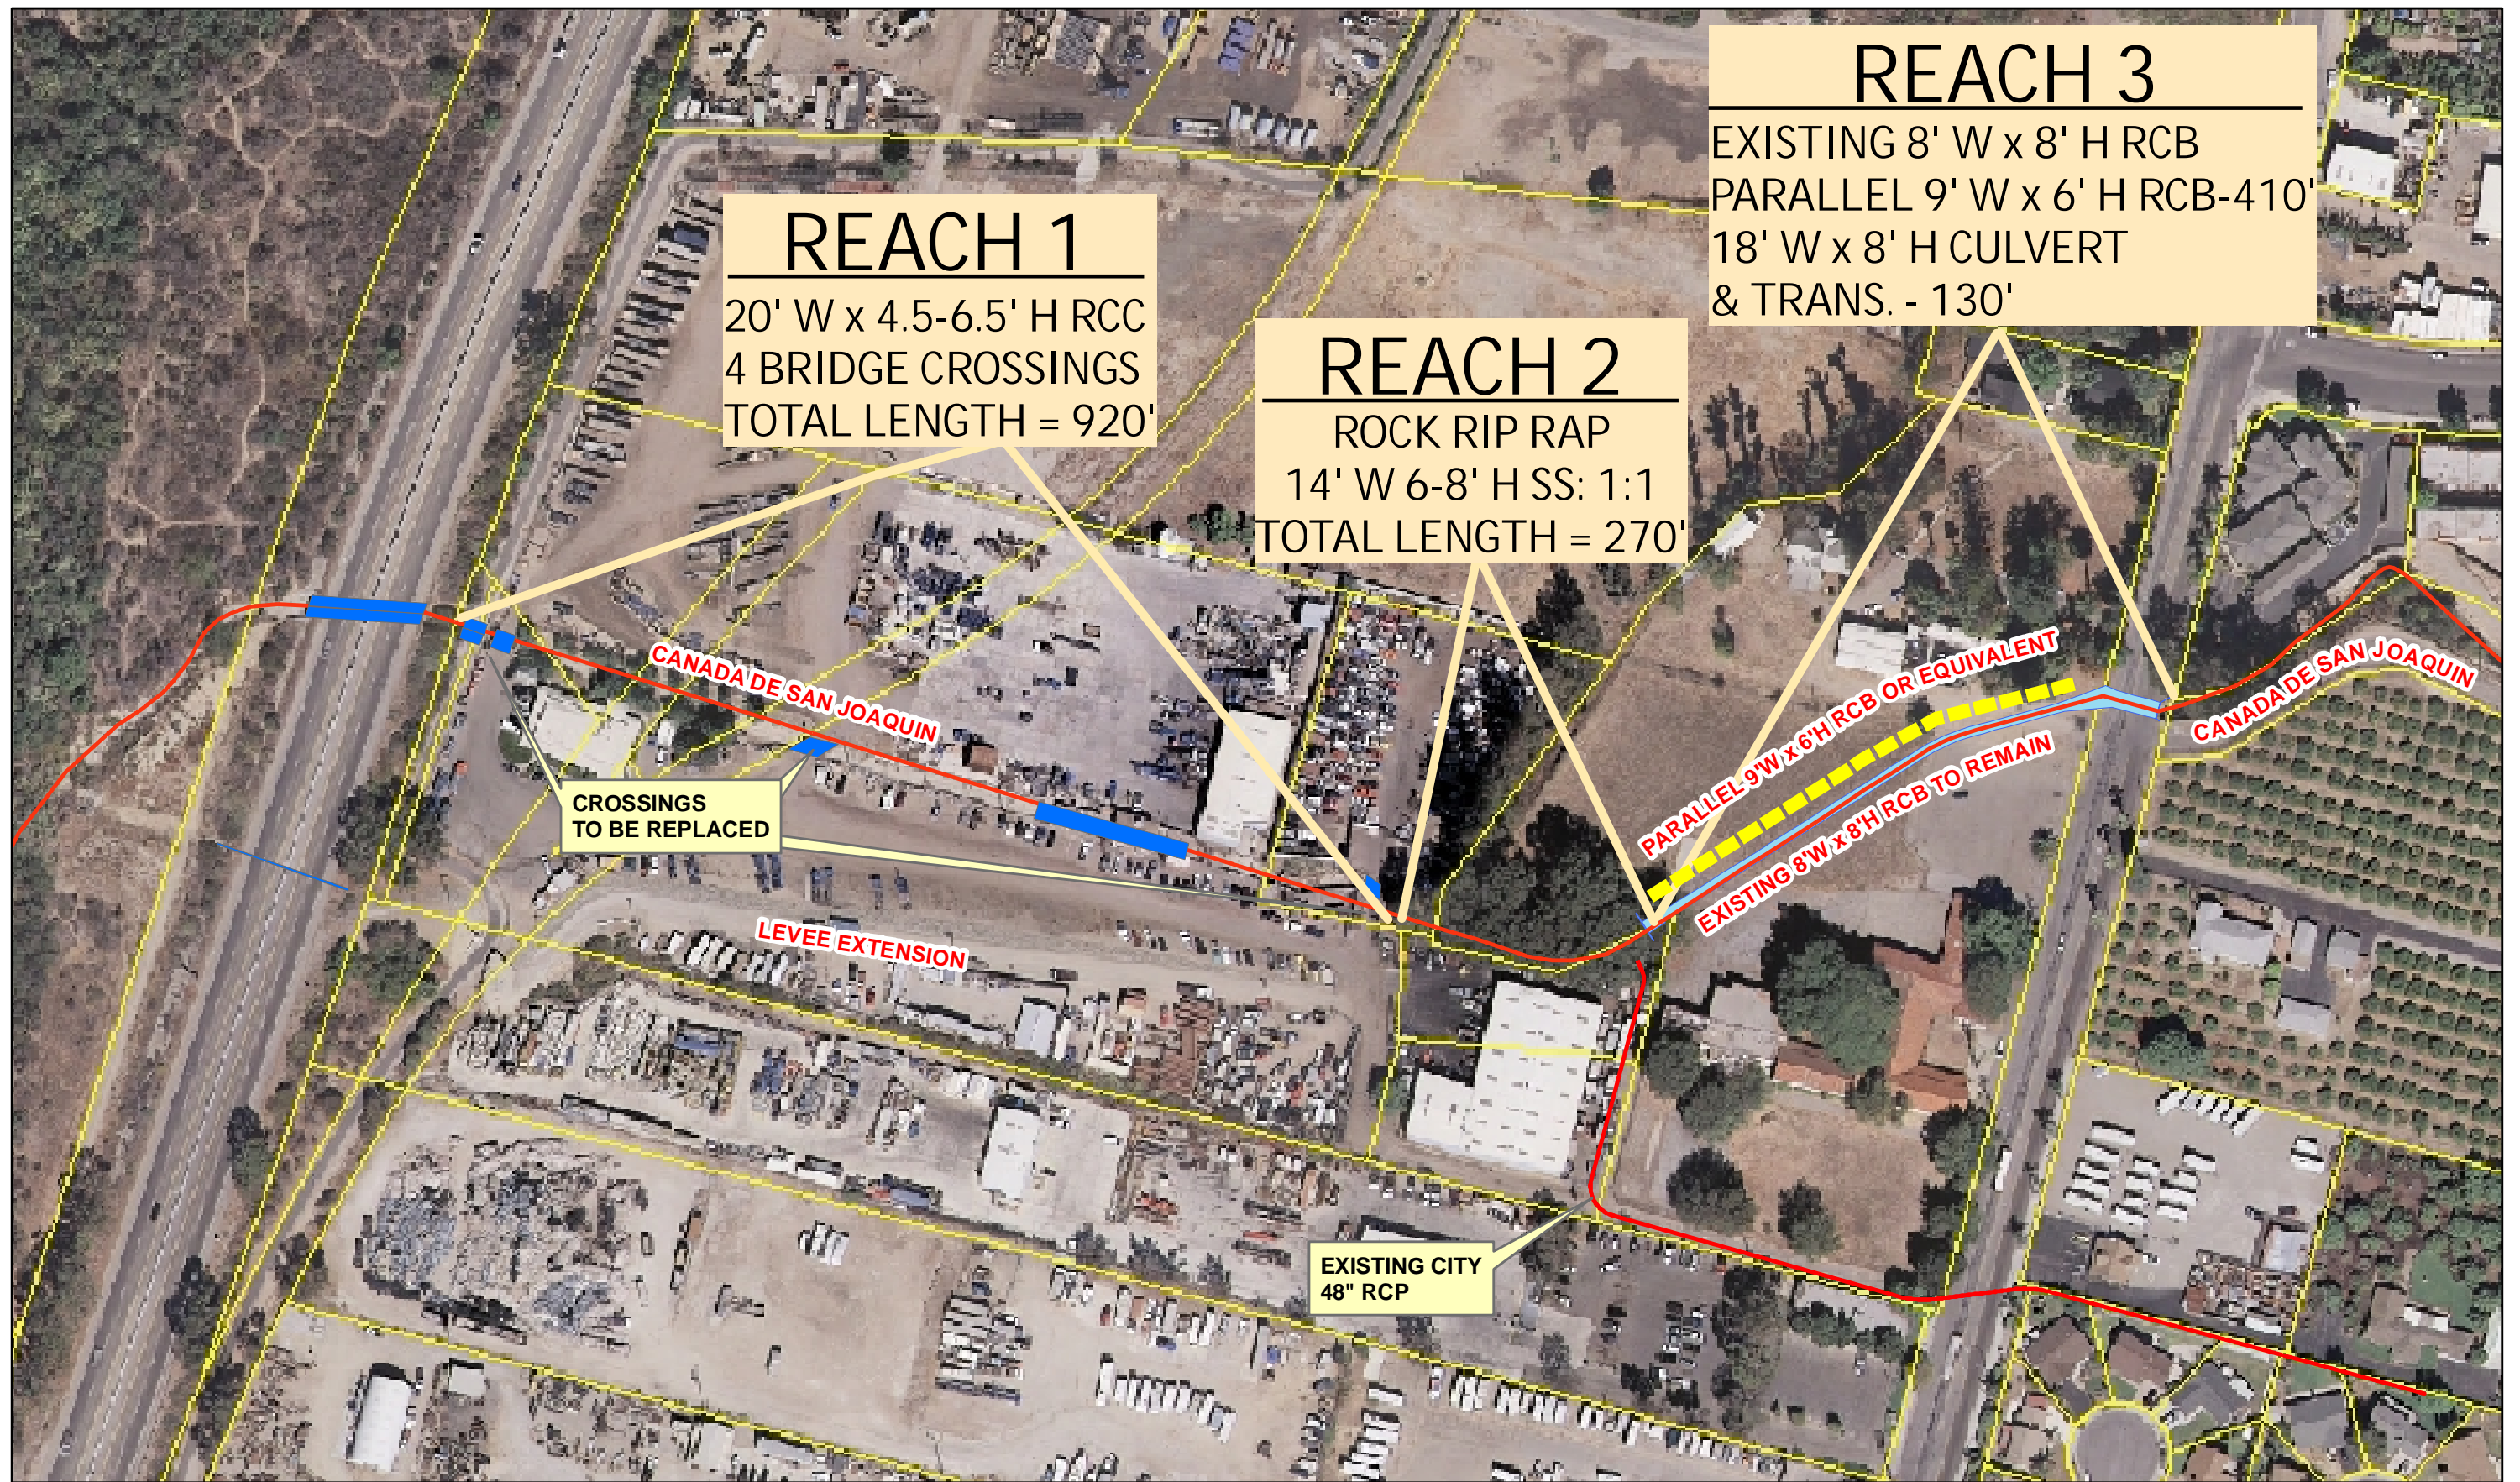 REACH 3
EXISTING 8' W x 8' H RCB
PARALLEL 9' W x 6' H RCB-410'
18' W x 8' H CULVERT
& TRANS. - 130'
REACH 1
20' W x 4.5-6.5' H RCC
4 BRIDGE CROSSINGS
TOTAL LENGTH = 920'
REACH 2
ROCK RIP RAP
14' W 6-8' H SS: 1:1
TOTAL LENGTH = 270'
CANADA DE SAN JOAQUIN
PARALLEL 9'W x 6'H RCB OR EQUIVALENT
CANADA DE SAN JOAQUIN
EXISTING 8'W x 8'H RCB TO REMAIN
CROSSINGS
TO BE REPLACED
LEVEE EXTENSION
EXISTING CITY
48" RCP